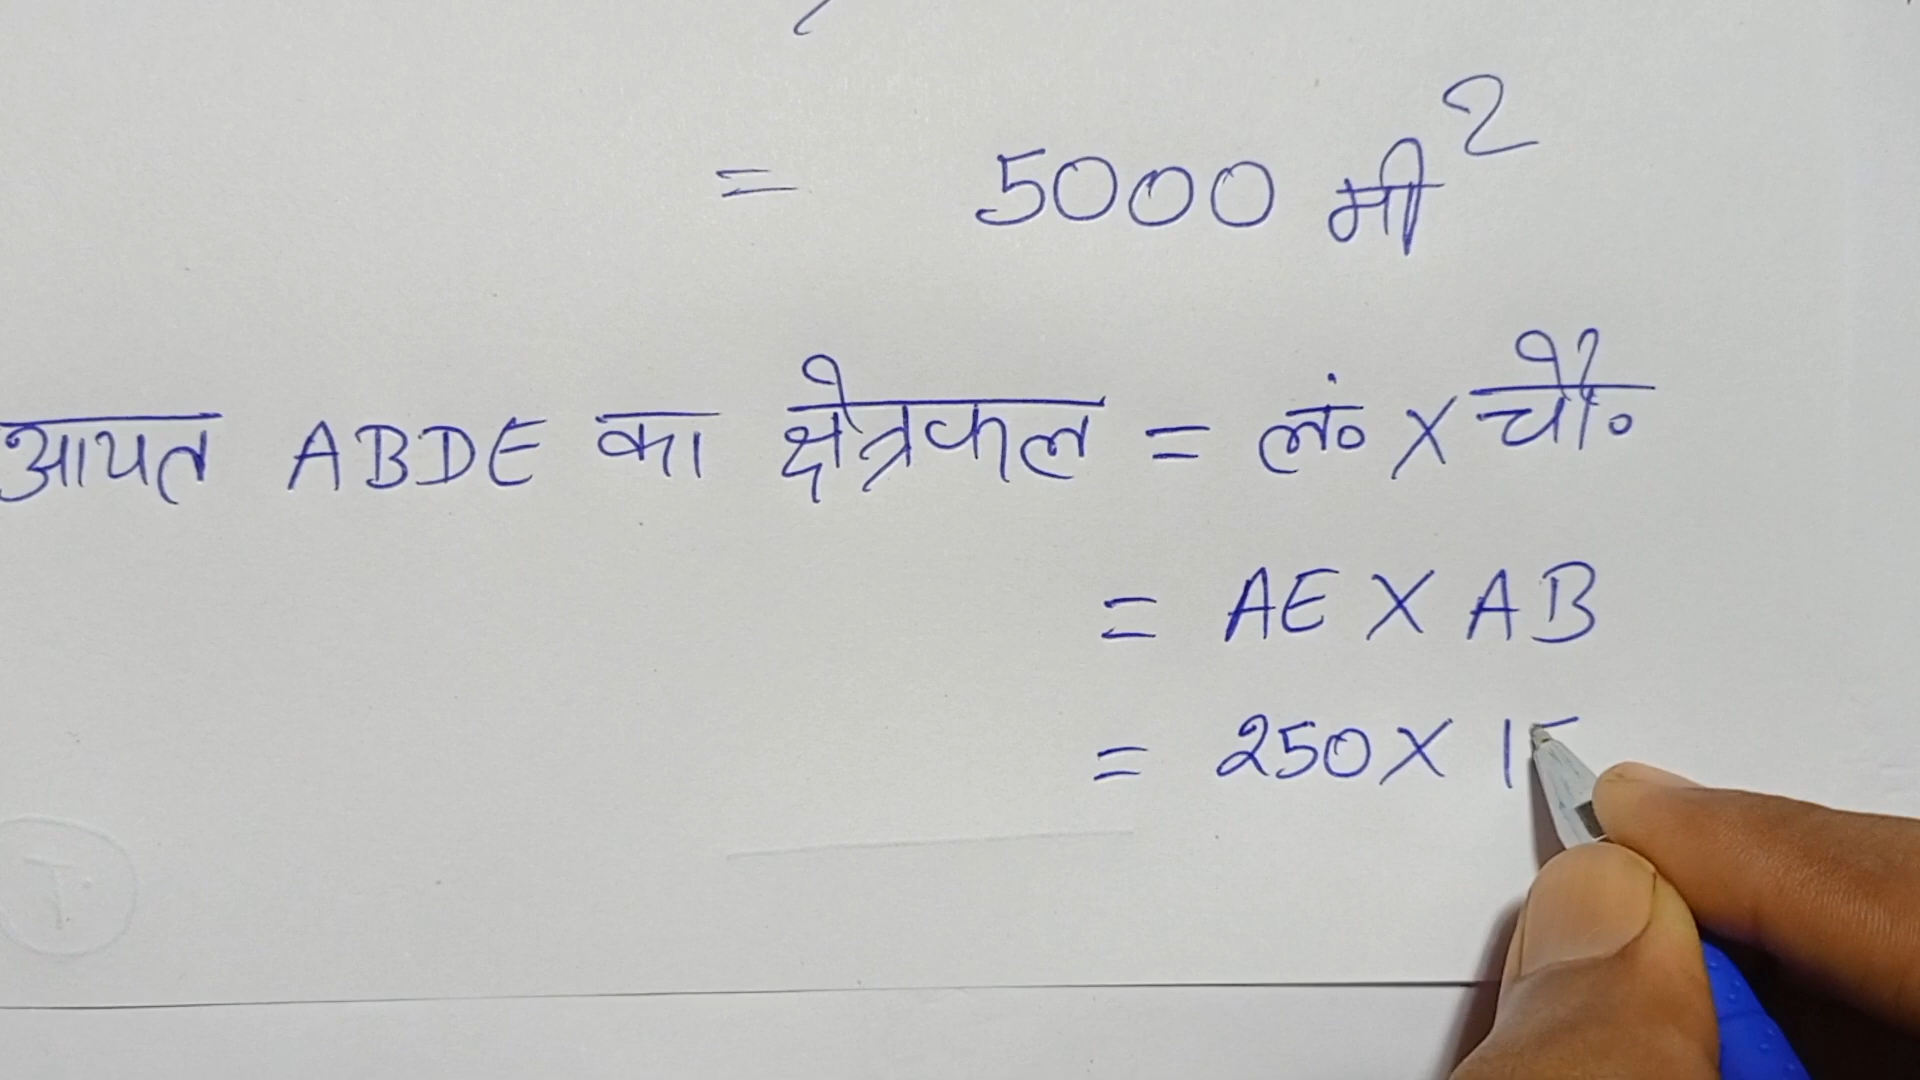 = 5000 मी²
आयत ABDE का क्षेत्रफल = लं० X चौ०
= AE X AB
= 250 X 15